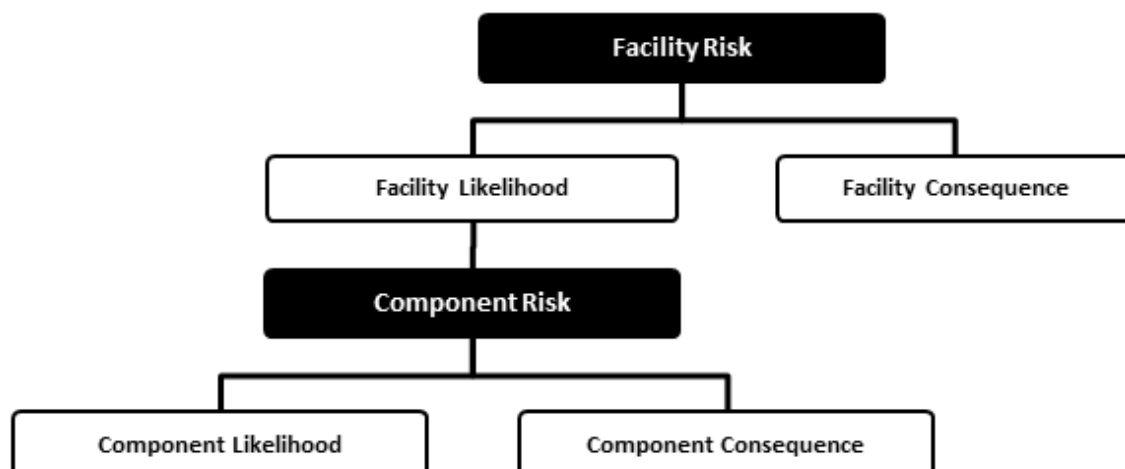 Facility Risk
Facility Likelihood
Facility Consequence
Component Risk
Component Likelihood
Component Consequence